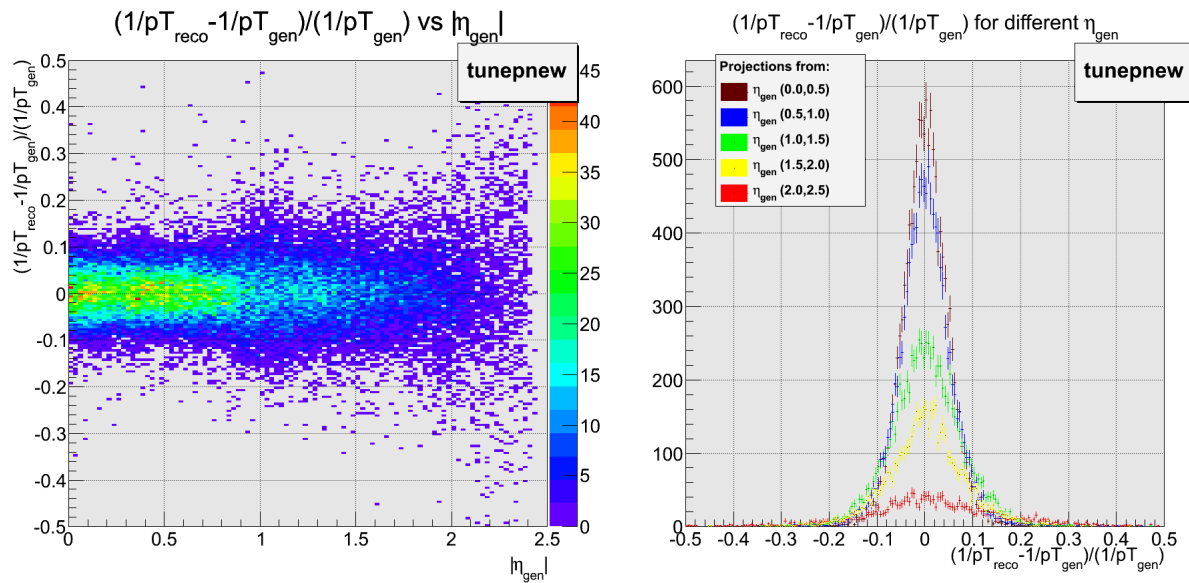 (1/pT_reco-1/pT_gen)/(1/pT_gen) vs |η_gen|
tunepnew
(1/pT_reco-1/pT_gen)/(1/pT_gen)
0.5
0.4
0.3
0.2
0.1
0
-0.1
-0.2
-0.3
-0.4
-0.5
0 0.5 1 1.5 2 2.5
|η_gen|
45
40
35
30
25
20
15
10
5
0
(1/pT_reco-1/pT_gen)/(1/pT_gen) for different η_gen
tunepnew
Projections from:
η_gen (0.0,0.5)
η_gen (0.5,1.0)
η_gen (1.0,1.5)
η_gen (1.5,2.0)
η_gen (2.0,2.5)
600
500
400
300
200
100
0
-0.5 -0.4 -0.3 -0.2 -0.1 0 0.1 0.2 0.3 0.4 0.5
(1/pT_reco-1/pT_gen)/(1/pT_gen)